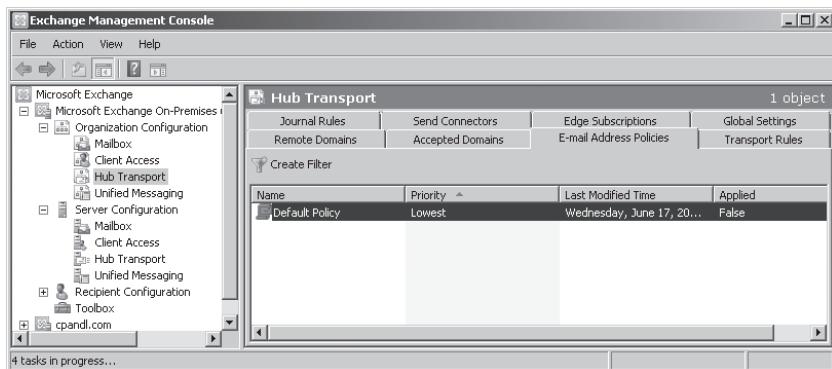 Exchange Management Console
File Action View Help
Microsoft Exchange
Microsoft Exchange On-Premises
Organization Configuration
Mailbox
Client Access
Hub Transport
Unified Messaging
Server Configuration
Mailbox
Client Access
Hub Transport
Unified Messaging
Recipient Configuration
Toolbox
cpandl.com
Hub Transport 1 object
Journal Rules Send Connectors Edge Subscriptions Global Settings
Remote Domains Accepted Domains E-mail Address Policies Transport Rules
Create Filter
Name Priority Last Modified Time Applied
Default Policy Lowest Wednesday, June 17, 20... False
4 tasks in progress...